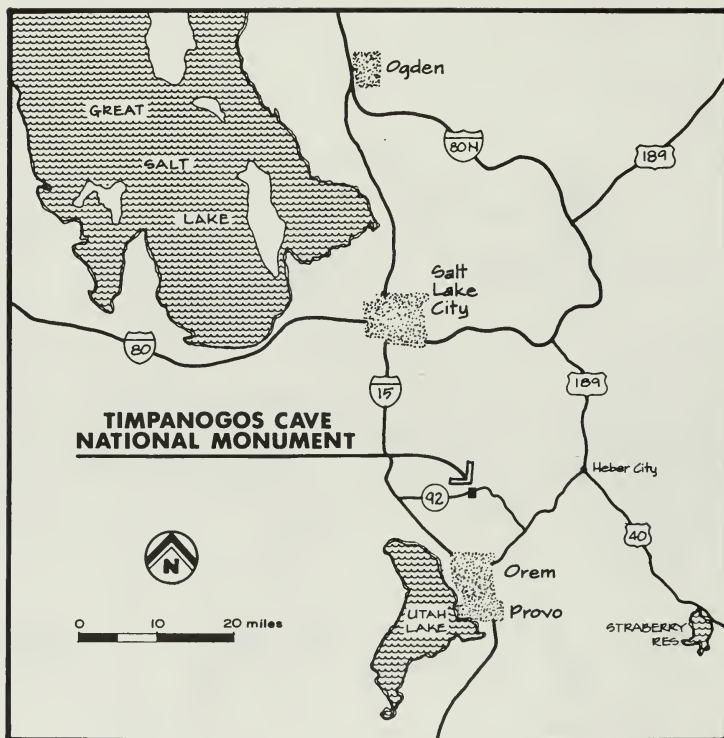 Ogden
GREAT
80N
189
SALT
LAKE
Salt
Lake
City
80
15
189
TIMPANOGOS CAVE
NATIONAL MONUMENT
Heber City
92
40
N
Orem
UTAH
LAKE
Provo
0 10 20 miles
STRABERRY
RES